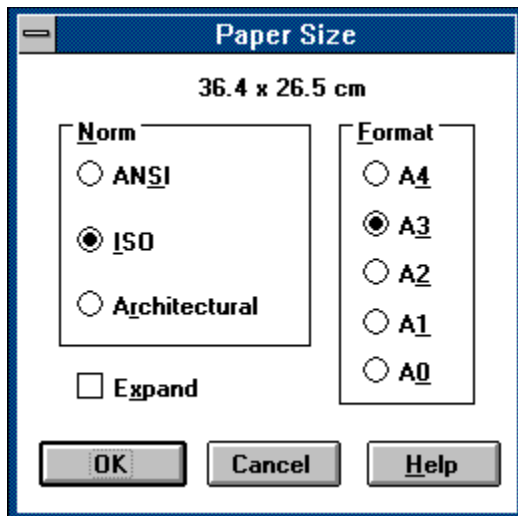 Paper Size
36.4 x 26.5 cm
Norm
ANSI
ISO
Architectural
Expand
Format
A4
A3
A2
A1
A0
OK
Cancel
Help